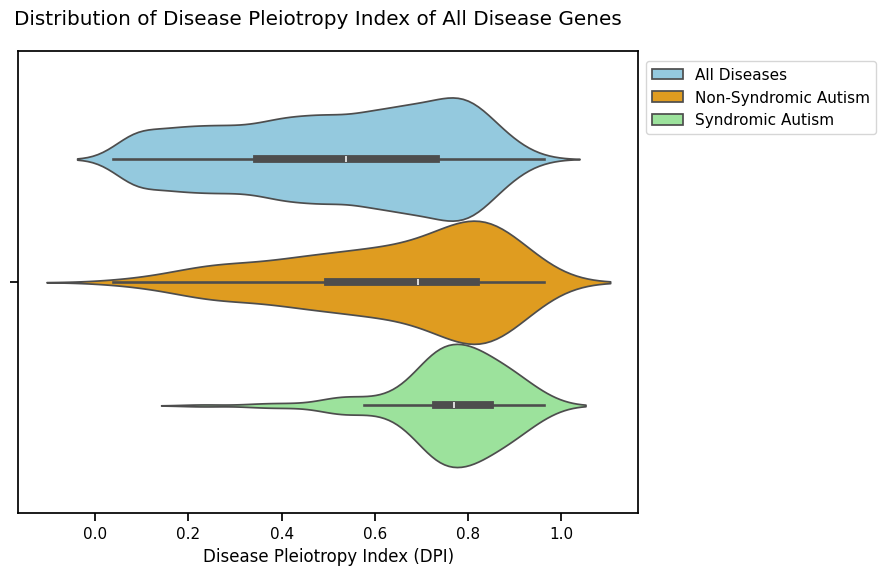 Distribution of Disease Pleiotropy Index of All Disease Genes
All Diseases
Non-Syndromic Autism
Syndromic Autism
0.0 0.2 0.4 0.6 0.8 1.0
Disease Pleiotropy Index (DPI)